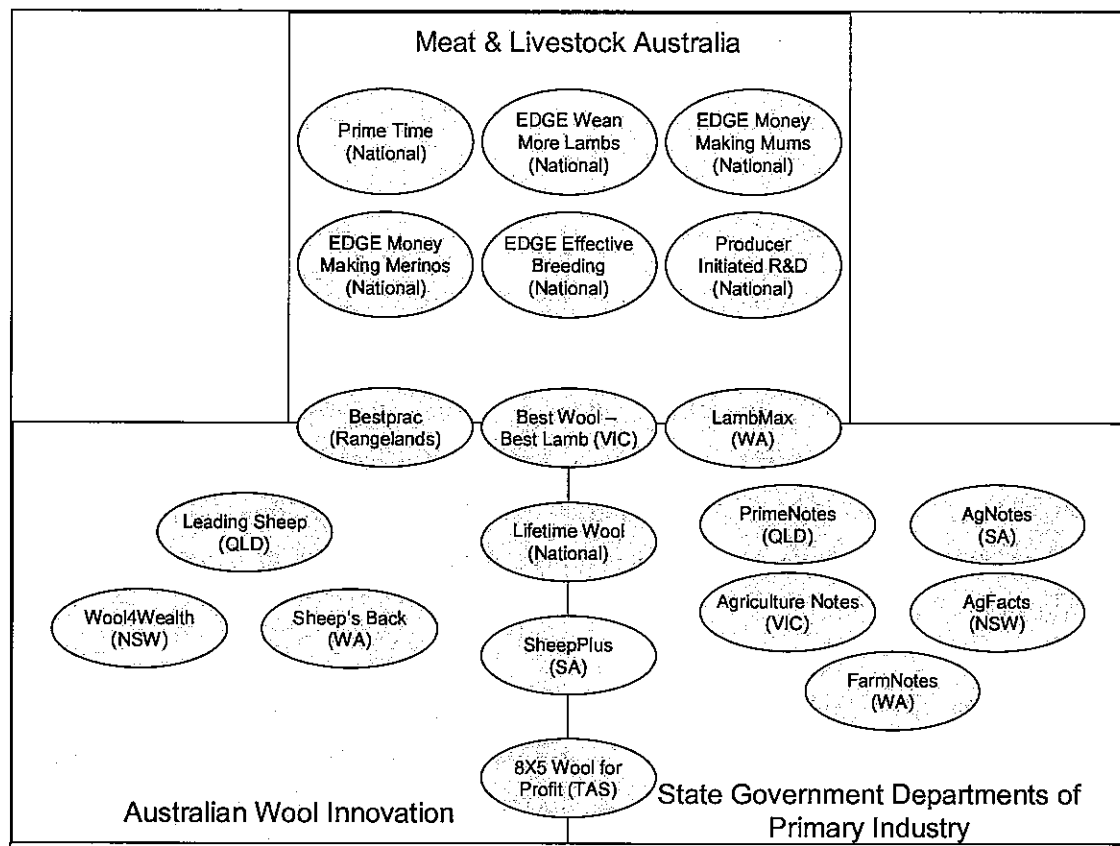 Meat & Livestock Australia
Prime Time
(National)
EDGE Wean
More Lambs
(National)
EDGE Money
Making Mums
(National)
EDGE Money
Making Merinos
(National)
EDGE Effective
Breeding
(National)
Producer
Initiated R&D
(National)
Bestprac
(Rangelands)
Best Wool –
Best Lamb (VIC)
LambMax
(WA)
Leading Sheep
(QLD)
Lifetime Wool
(National)
PrimeNotes
(QLD)
AgNotes
(SA)
Wool4Wealth
(NSW)
Sheep's Back
(WA)
SheepPlus
(SA)
Agriculture Notes
(VIC)
AgFacts
(NSW)
FarmNotes
(WA)
8X5 Wool for
Profit (TAS)
Australian Wool Innovation
State Government Departments of
Primary Industry